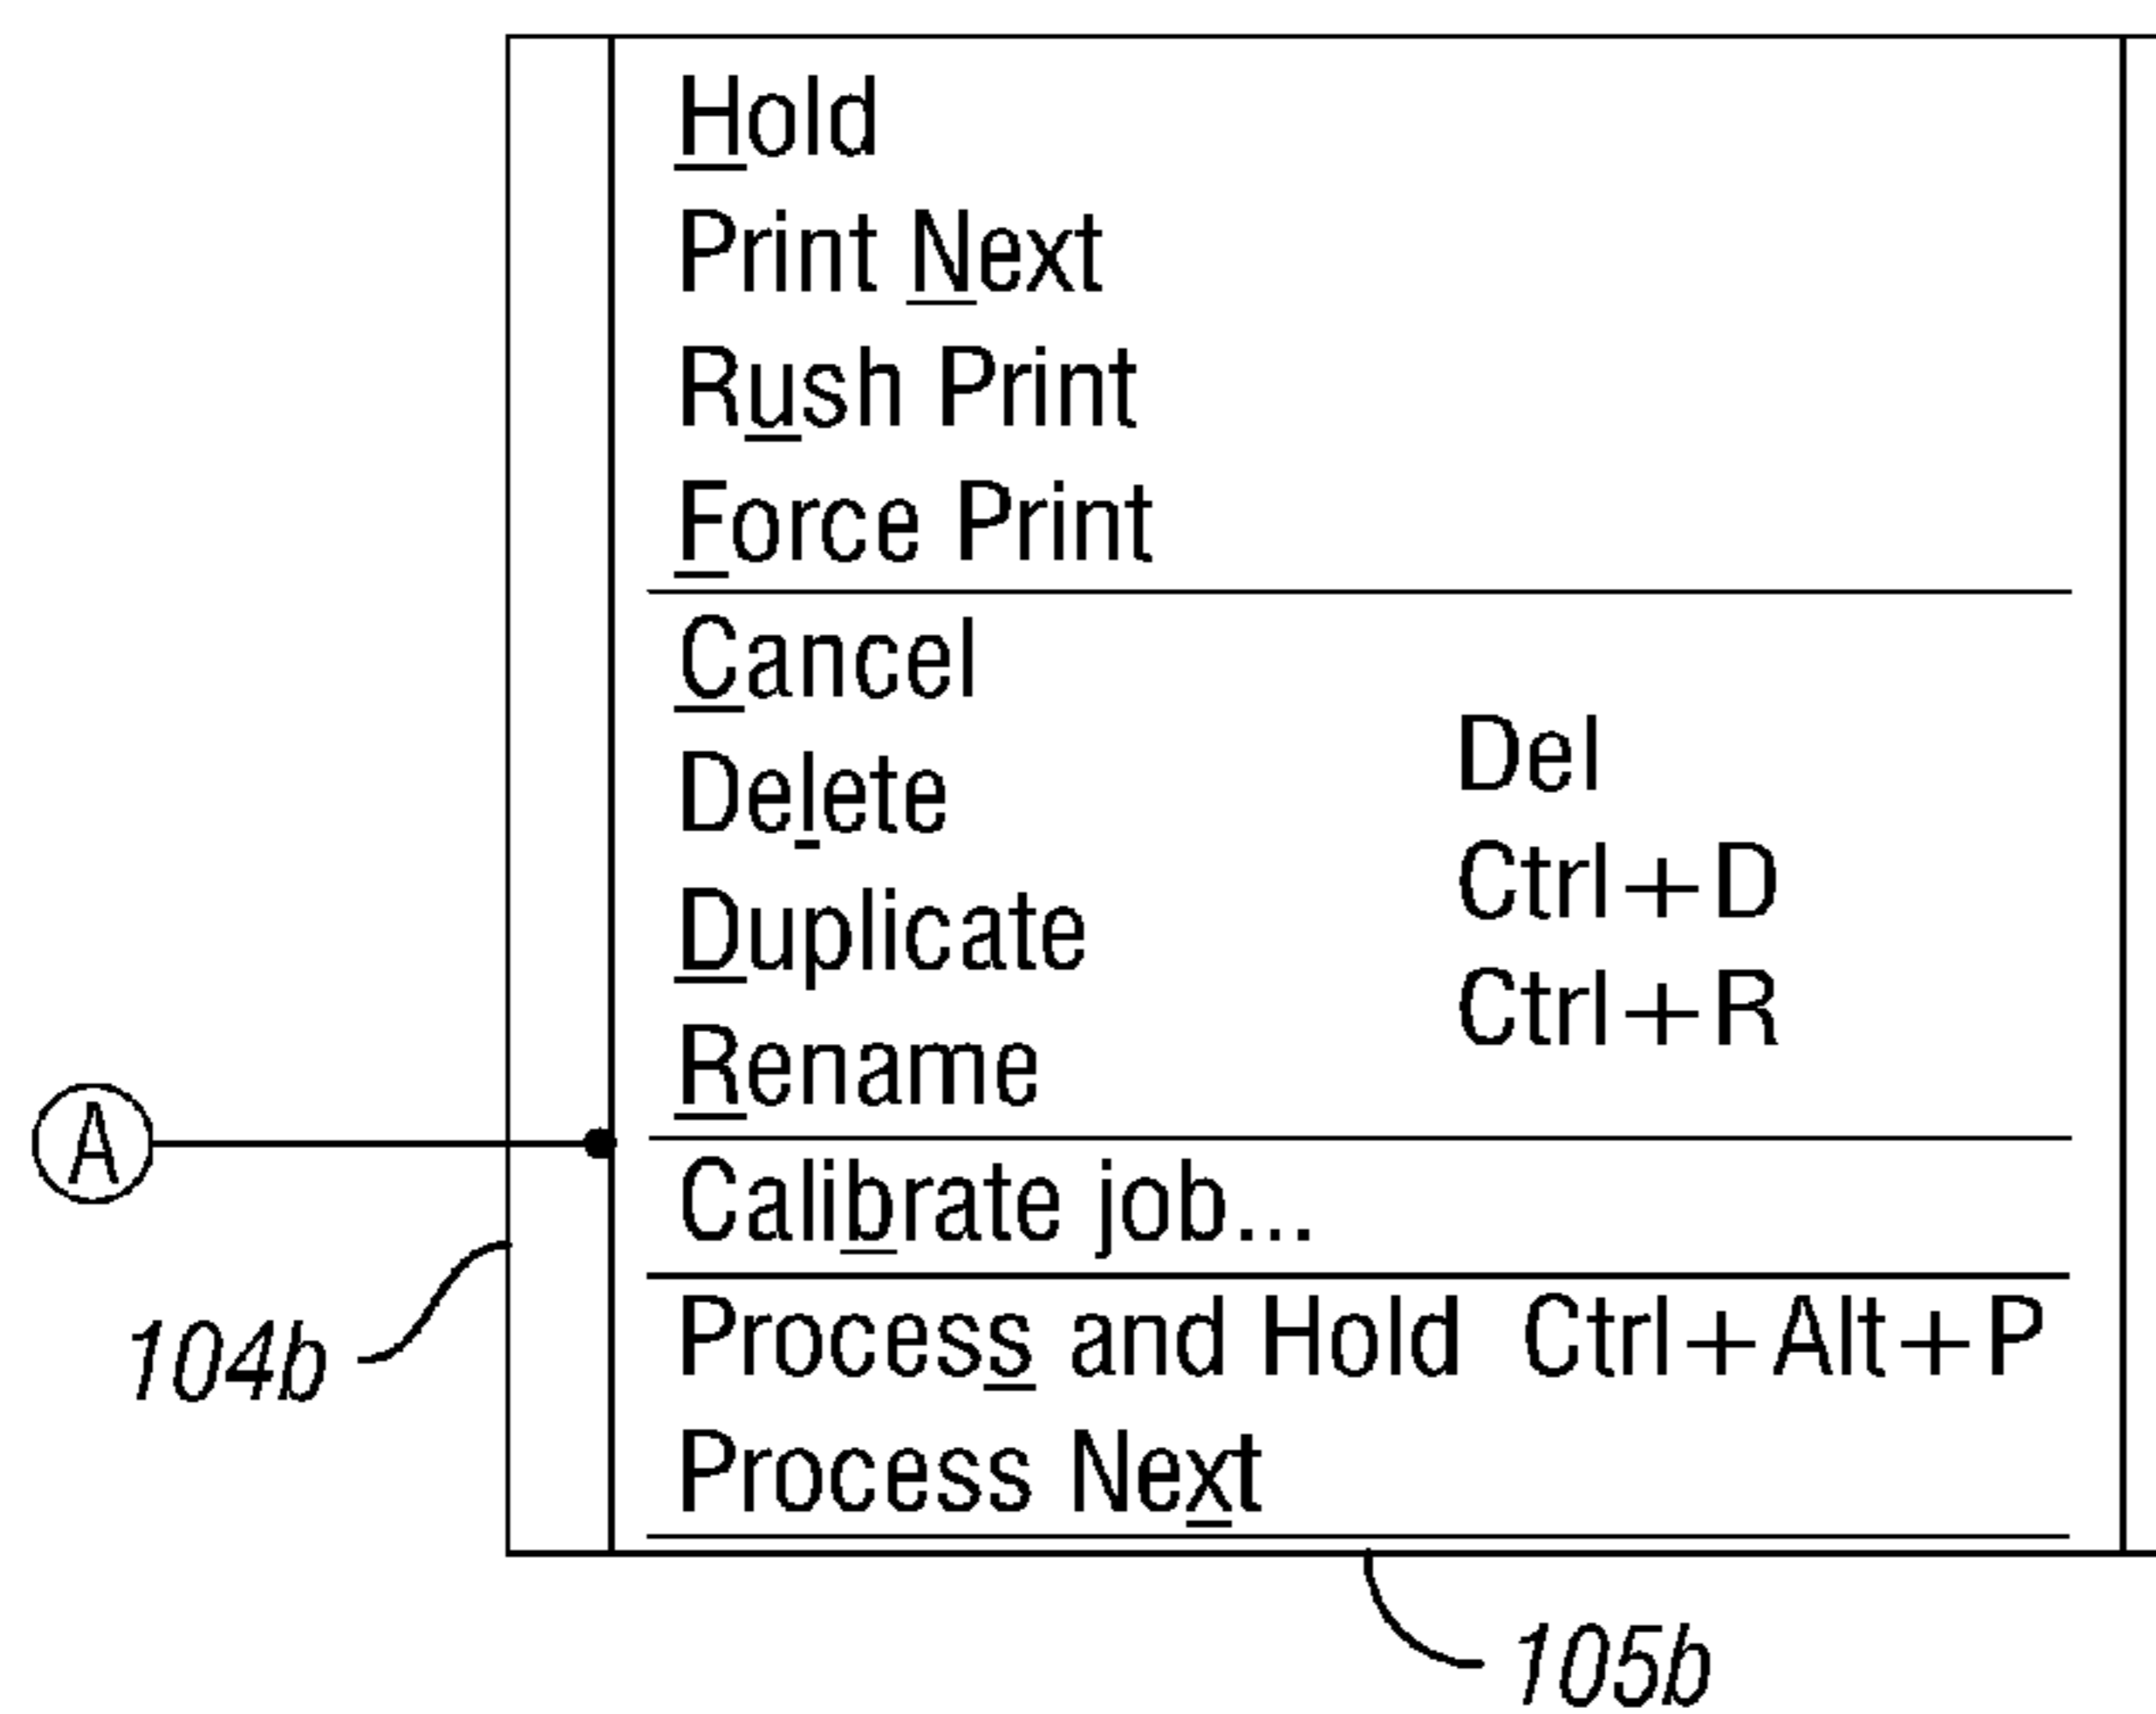 Hold
Print Next
Rush Print
Force Print
Cancel
Delete Del
Duplicate Ctrl+D
Rename Ctrl+R
A
Calibrate job...
Process and Hold Ctrl+Alt+P
104b
Process Next
105b